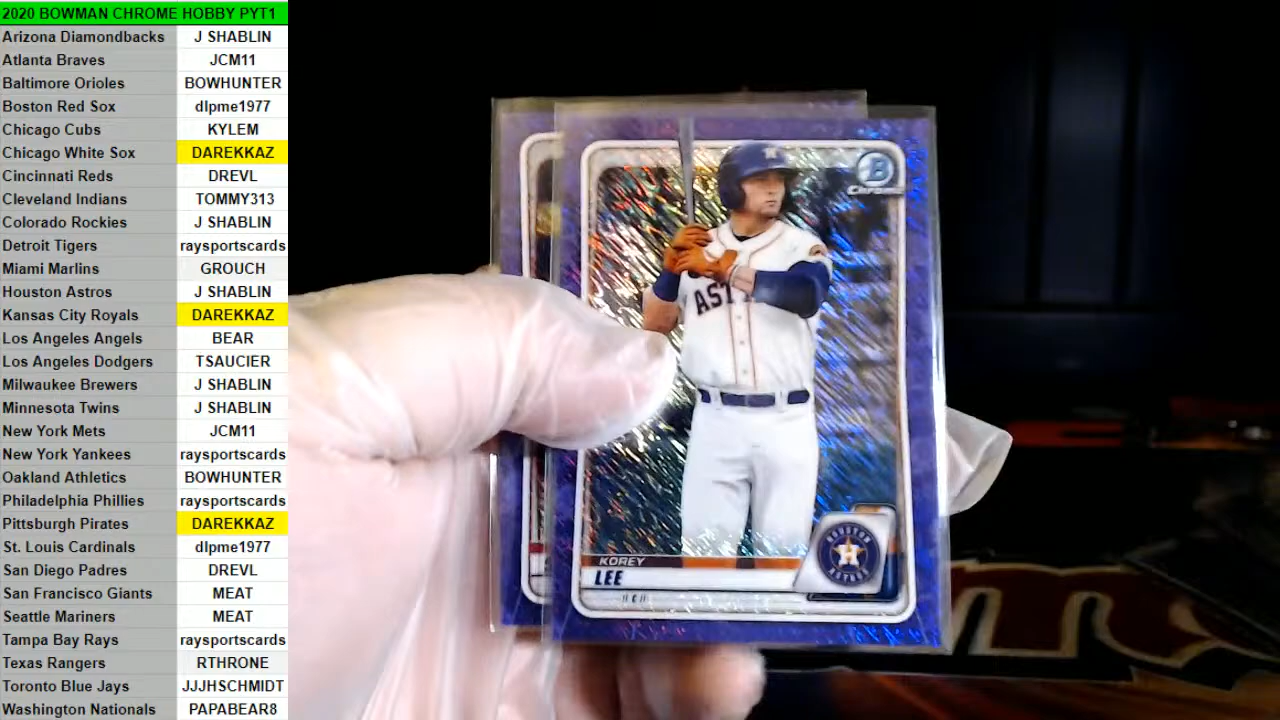 2020 BOWMAN CHROME HOBBY PYT1
Arizona Diamondbacks J SHABLIN
Atlanta Braves JCM11
Baltimore Orioles BOWHUNTER
Boston Red Sox dlpme1977
Chicago Cubs KYLEM
Chicago White Sox DAREKKAZ
Cincinnati Reds DREVL
Cleveland Indians TOMMY313
Colorado Rockies J SHABLIN
Detroit Tigers raysportscards
Miami Marlins GROUCH
Houston Astros J SHABLIN
Kansas City Royals DAREKKAZ
Los Angeles Angels BEAR
Los Angeles Dodgers TSAUCIER
Milwaukee Brewers J SHABLIN
Minnesota Twins J SHABLIN
New York Mets JCM11
New York Yankees raysportscards
Oakland Athletics BOWHUNTER
Philadelphia Phillies raysportscards
Pittsburgh Pirates DAREKKAZ
St. Louis Cardinals dlpme1977
San Diego Padres DREVL
San Francisco Giants MEAT
Seattle Mariners MEAT
Tampa Bay Rays raysportscards
Texas Rangers RTHRONE
Toronto Blue Jays JJJHSCHMIDT
Washington Nationals PAPABEAR8
B
CHROME
H
KOREY
LEE
C
HOUSTON
H
ASTROS